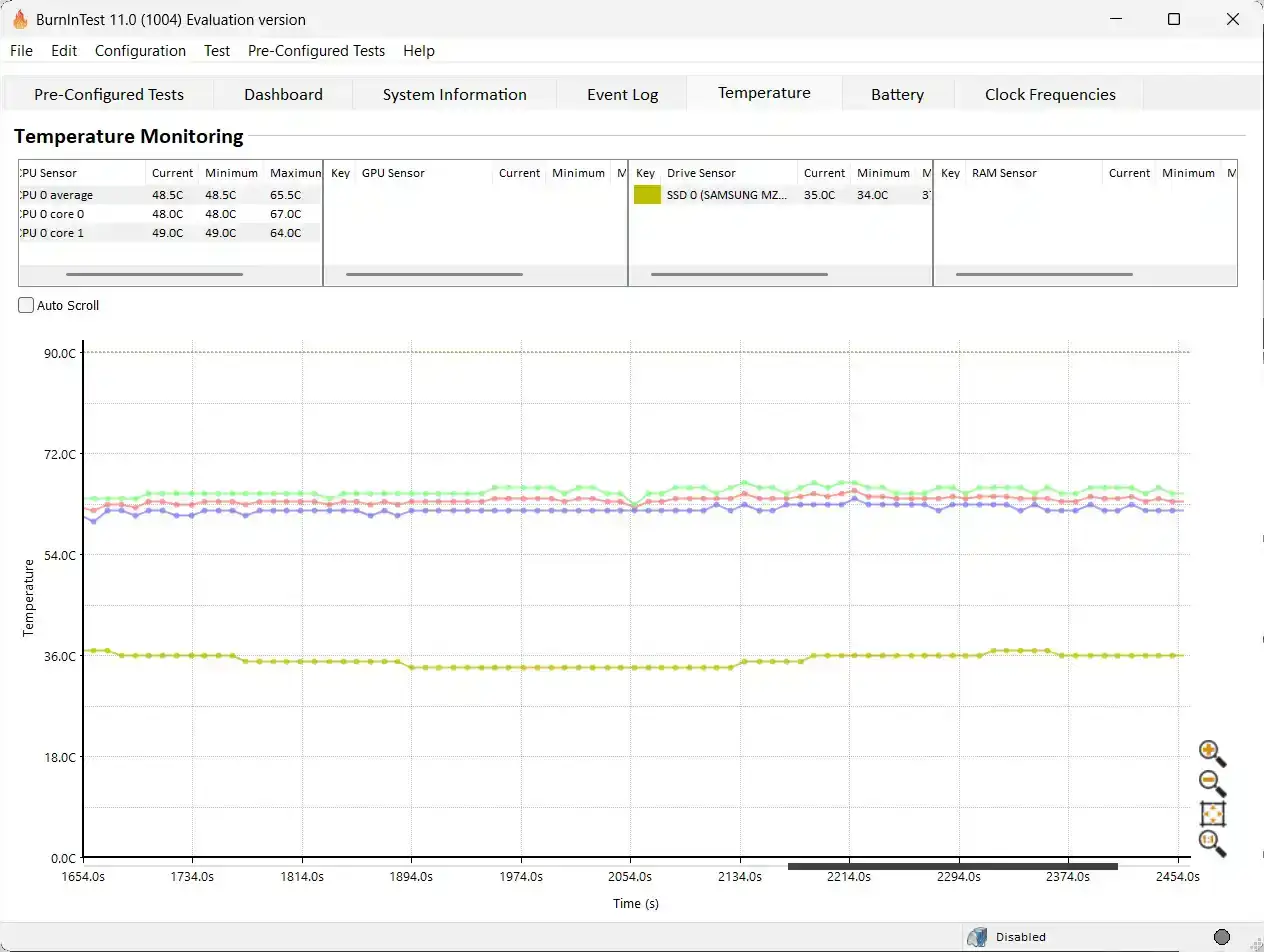 BurnInTest 11.0 (1004) Evaluation version
File Edit Configuration Test Pre-Configured Tests Help
Pre-Configured Tests Dashboard System Information Event Log Temperature Battery Clock Frequencies
Temperature Monitoring
CPU Sensor Current Minimum Maximum Key GPU Sensor Current Minimum M Key Drive Sensor Current Minimum M Key RAM Sensor Current Minimum M
CPU 0 average 48.5C 48.5C 65.5C SSD 0 (SAMSUNG MZ... 35.0C 34.0C 3
CPU 0 core 0 48.0C 48.0C 67.0C
CPU 0 core 1 49.0C 49.0C 64.0C
Auto Scroll
90.0C
72.0C
54.0C
36.0C
18.0C
0.0C
Temperature
1654.0s 1734.0s 1814.0s 1894.0s 1974.0s 2054.0s 2134.0s 2214.0s 2294.0s 2374.0s 2454.0s
Time (s)
1:1
Disabled